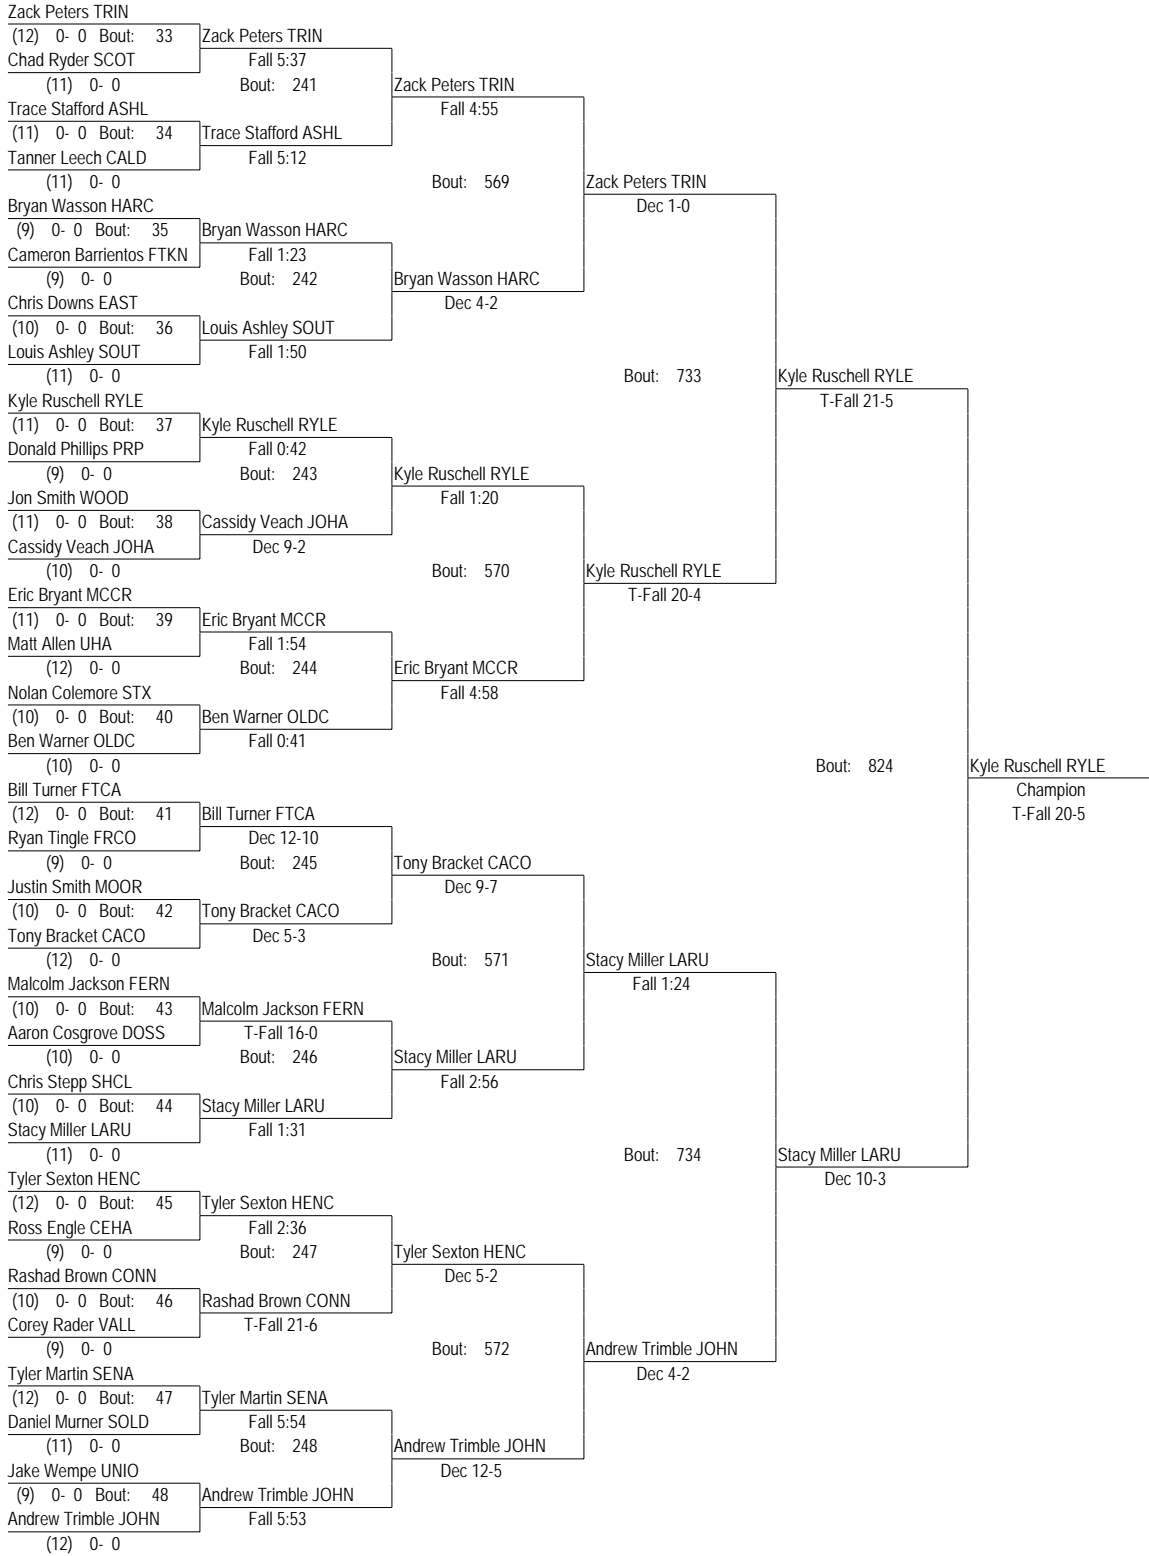 Zack Peters TRIN
(12) 0- 0 Bout: 33 Zack Peters TRIN
Chad Ryder SCOT Fall 5:37
(11) 0- 0 Bout: 241 Zack Peters TRIN
Trace Stafford ASHL Fall 4:55
(11) 0- 0 Bout: 34 Trace Stafford ASHL
Tanner Leech CALD Fall 5:12
(11) 0- 0 Bout: 569 Zack Peters TRIN
Bryan Wasson HARC Dec 1-0
(9) 0- 0 Bout: 35 Bryan Wasson HARC
Cameron Barrientos FTKN Fall 1:23
(9) 0- 0 Bout: 242 Bryan Wasson HARC
Chris Downs EAST Dec 4-2
(10) 0- 0 Bout: 36 Louis Ashley SOUT
Louis Ashley SOUT Fall 1:50
(11) 0- 0 Bout: 733 Kyle Ruschell RYLE
Kyle Ruschell RYLE T-Fall 21-5
(11) 0- 0 Bout: 37 Kyle Ruschell RYLE
Donald Phillips PRP Fall 0:42
(9) 0- 0 Bout: 243 Kyle Ruschell RYLE
Jon Smith WOOD Fall 1:20
(11) 0- 0 Bout: 38 Cassidy Veach JOHA
Cassidy Veach JOHA Dec 9-2
(10) 0- 0 Bout: 570 Kyle Ruschell RYLE
Eric Bryant MCCR T-Fall 20-4
(11) 0- 0 Bout: 39 Eric Bryant MCCR
Matt Allen UHA Fall 1:54
(12) 0- 0 Bout: 244 Eric Bryant MCCR
Nolan Colemore STX Fall 4:58
(10) 0- 0 Bout: 40 Ben Warner OLDC
Ben Warner OLDC Fall 0:41
(10) 0- 0 Bout: 824 Kyle Ruschell RYLE
Bill Turner FTCA Champion
(12) 0- 0 Bout: 41 Bill Turner FTCA T-Fall 20-5
Ryan Tingle FRCO Dec 12-10
(9) 0- 0 Bout: 245 Tony Bracket CACO
Justin Smith MOOR Dec 9-7
(10) 0- 0 Bout: 42 Tony Bracket CACO
Tony Bracket CACO Dec 5-3
(12) 0- 0 Bout: 571 Stacy Miller LARU
Malcolm Jackson FERN Fall 1:24
(10) 0- 0 Bout: 43 Malcolm Jackson FERN
Aaron Cosgrove DOSS T-Fall 16-0
(10) 0- 0 Bout: 246 Stacy Miller LARU
Chris Stepp SHCL Fall 2:56
(10) 0- 0 Bout: 44 Stacy Miller LARU
Stacy Miller LARU Fall 1:31
(11) 0- 0 Bout: 734 Stacy Miller LARU
Tyler Sexton HENC Dec 10-3
(12) 0- 0 Bout: 45 Tyler Sexton HENC
Ross Engle CEHA Fall 2:36
(9) 0- 0 Bout: 247 Tyler Sexton HENC
Rashad Brown CONN Dec 5-2
(10) 0- 0 Bout: 46 Rashad Brown CONN
Corey Rader VALL T-Fall 21-6
(9) 0- 0 Bout: 572 Andrew Trimble JOHN
Tyler Martin SENA Dec 4-2
(12) 0- 0 Bout: 47 Tyler Martin SENA
Daniel Murner SOLD Fall 5:54
(11) 0- 0 Bout: 248 Andrew Trimble JOHN
Jake Wempe UNIO Dec 12-5
(9) 0- 0 Bout: 48 Andrew Trimble JOHN
Andrew Trimble JOHN Fall 5:53
(12) 0- 0